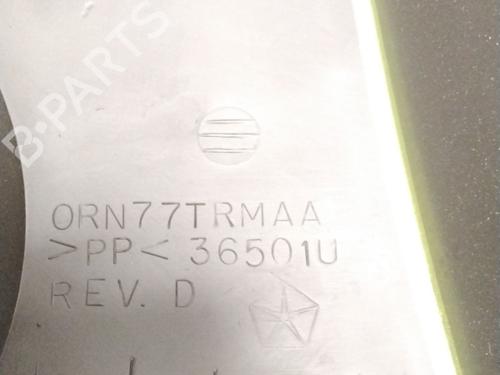 B-PARTS
0RN77TRMAA
>PP< 36501U
REV. D